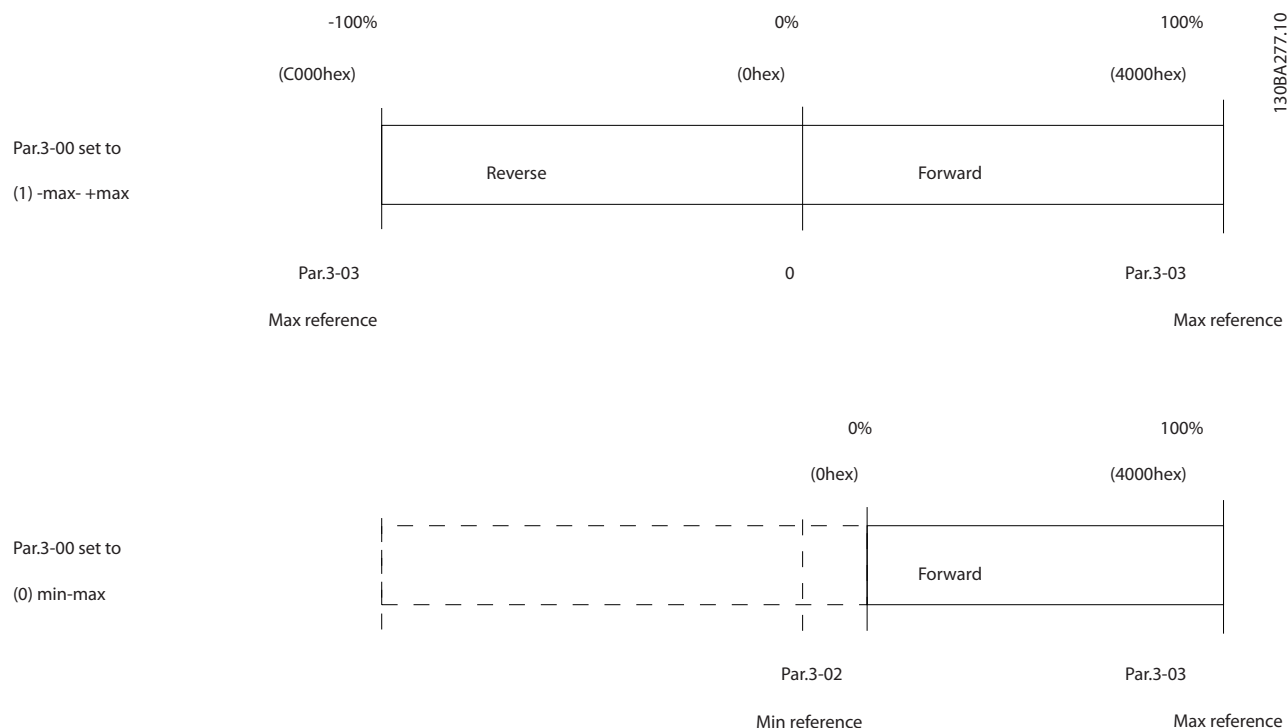 -100%
0%
100%
130BA277.10
(C000hex)
(0hex)
(4000hex)
Par.3-00 set to
(1) -max- +max
Reverse
Forward
Par.3-03
0
Par.3-03
Max reference
Max reference
0%
100%
(0hex)
(4000hex)
Par.3-00 set to
(0) min-max
Forward
Par.3-02
Par.3-03
Min reference
Max reference